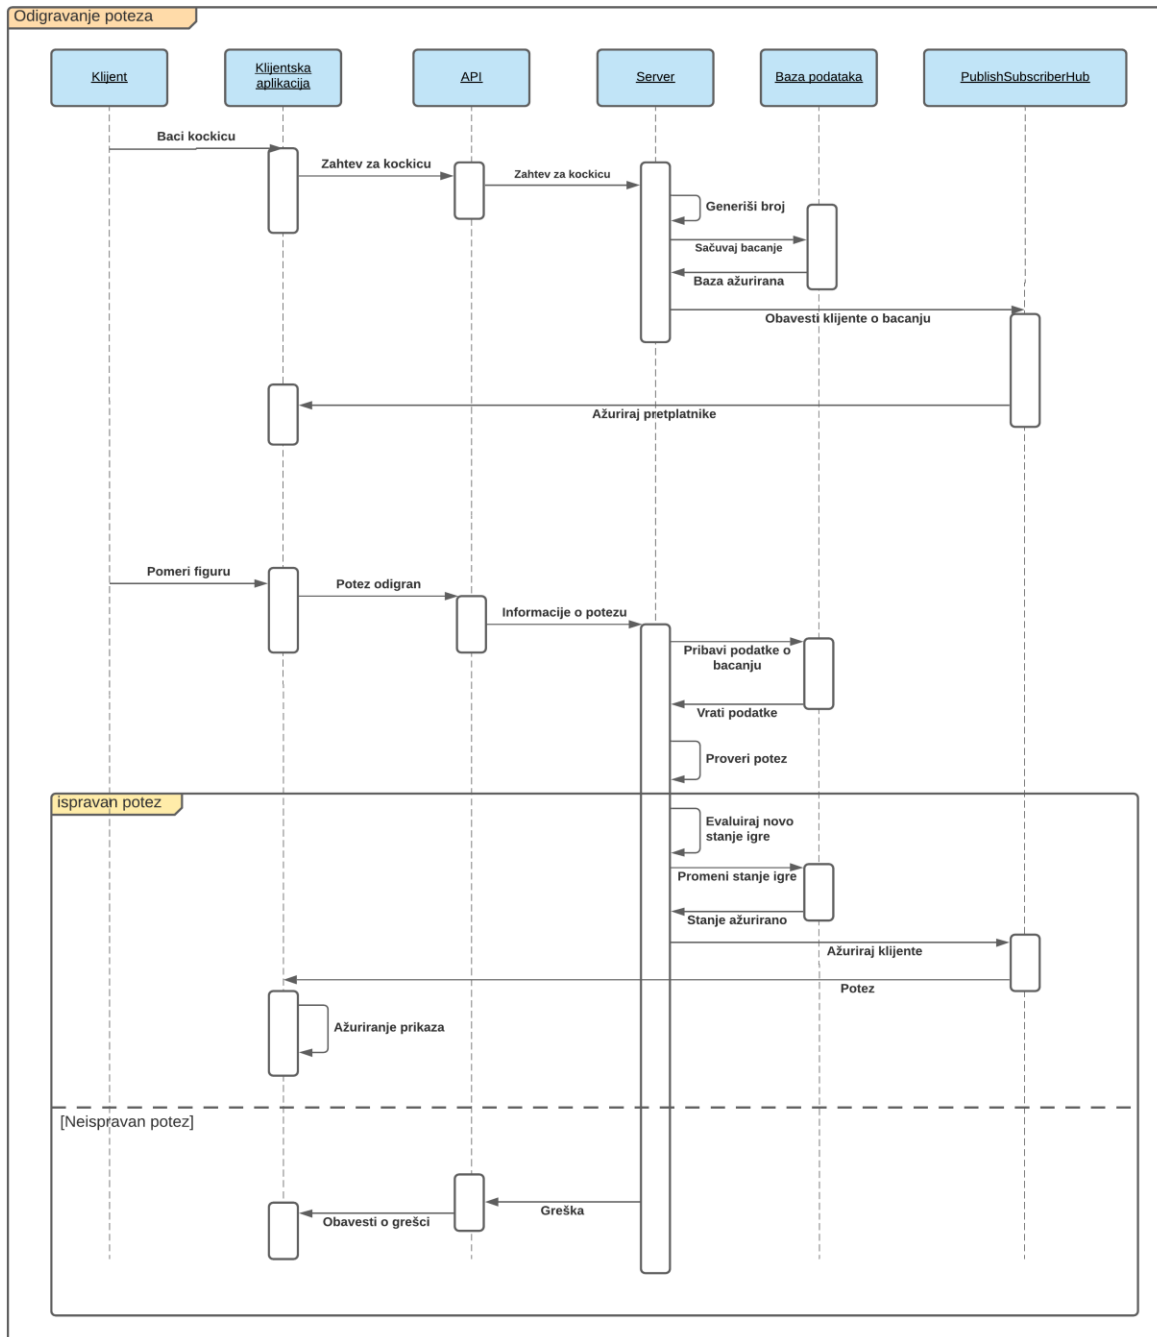 Odigravanje poteza
Klijent
Klijentska
aplikacija
API
Server
Baza podataka
PublishSubscriberHub
Baci kockicu
Zahtev za kockicu
Zahtev za kockicu
Generiši broj
Sačuvaj bacanje
Baza ažurirana
Obavesti klijente o bacanju
Ažuriraj pretplatnike
Pomeri figuru
Potez odigran
Informacije o potezu
Pribavi podatke o
bacanju
Vrati podatke
Proveri potez
ispravan potez
Evaluiraj novo
stanje igre
Promeni stanje igre
Stanje ažurirano
Ažuriraj klijente
Potez
Ažuriranje prikaza
[Neispravan potez]
Greška
Obavesti o grešci